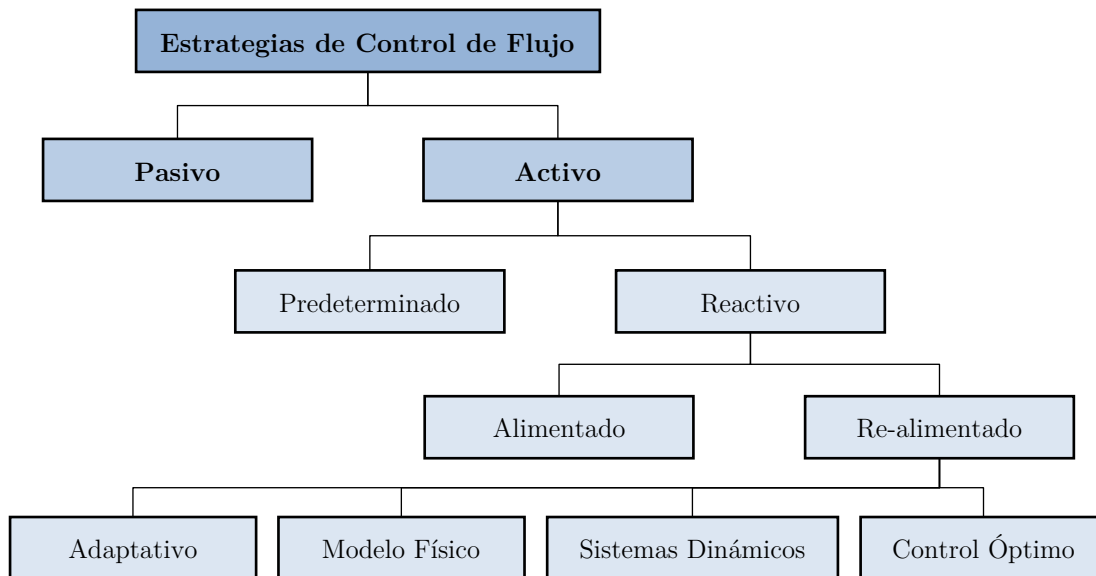 Estrategias de Control de Flujo
Pasivo
Activo
Predeterminado
Reactivo
Alimentado
Re-alimentado
Adaptativo
Modelo Físico
Sistemas Dinámicos
Control Óptimo